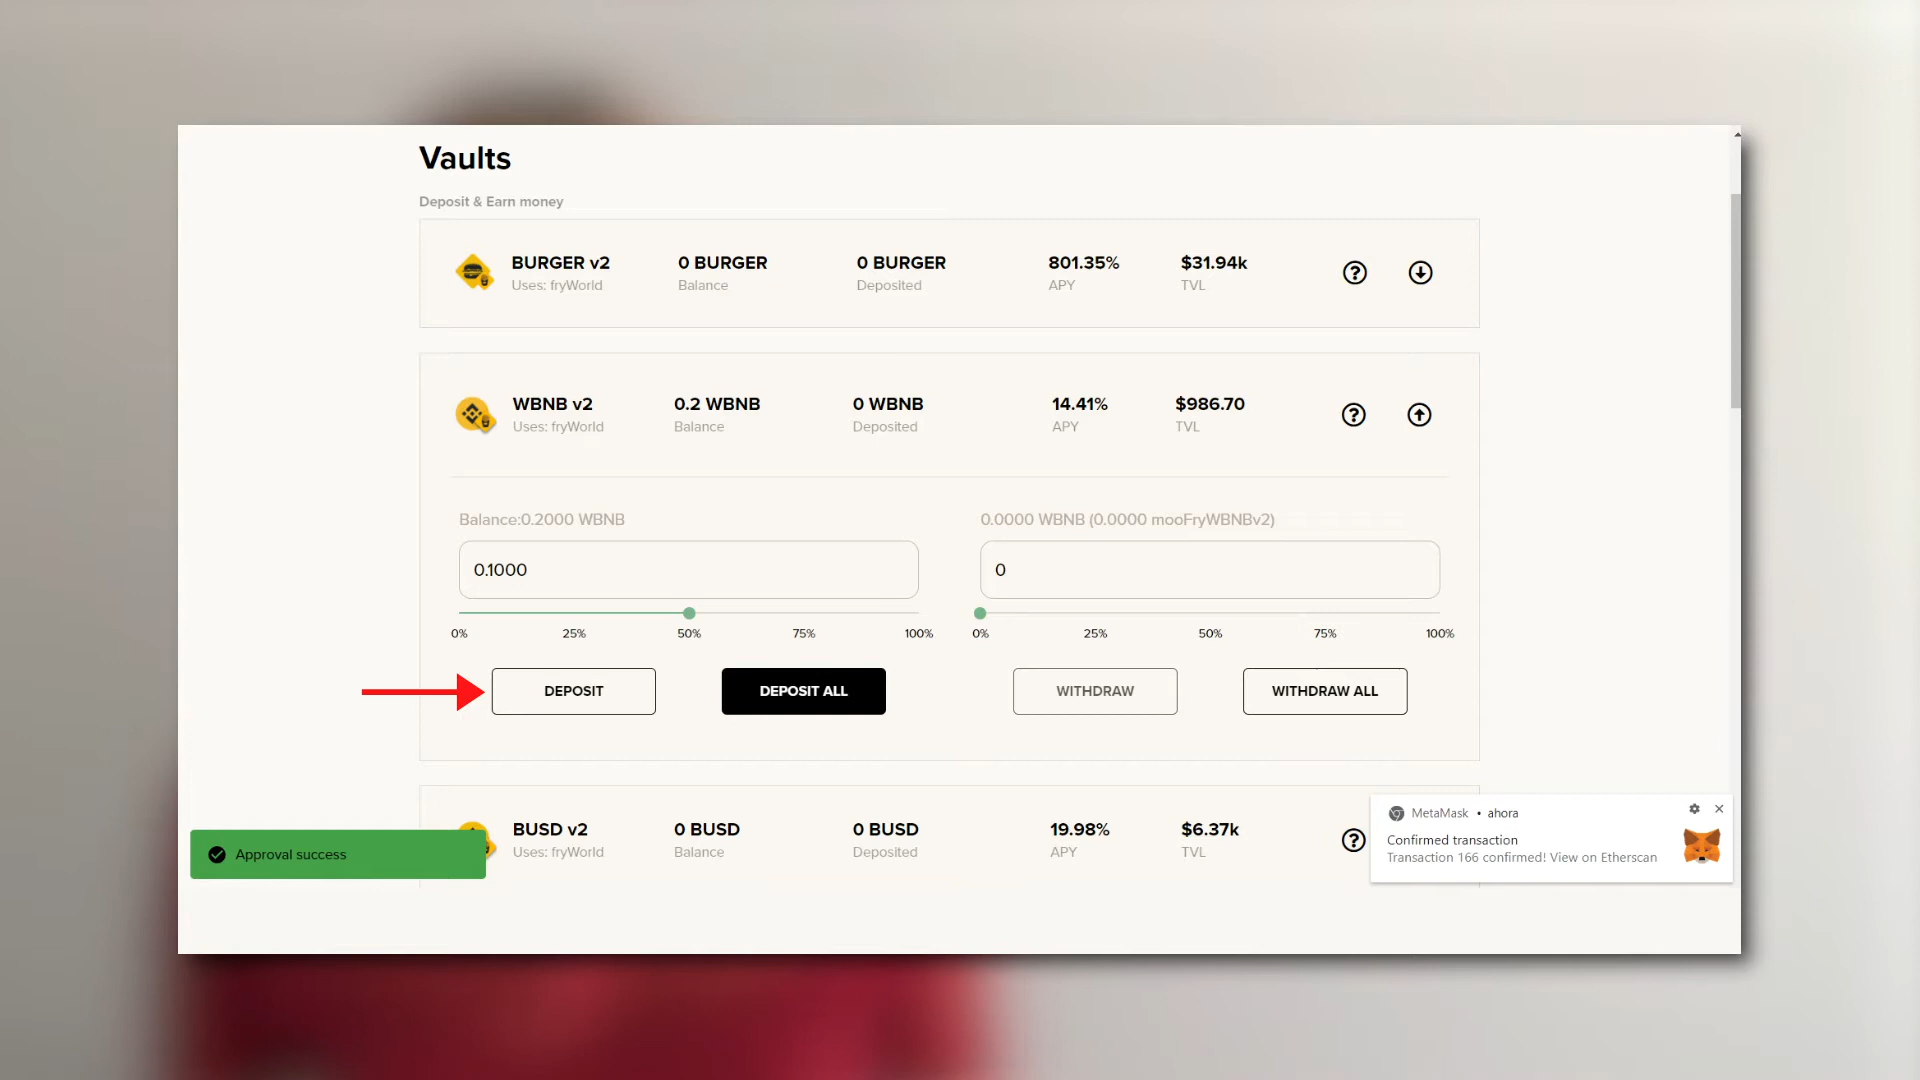 Vaults
Deposit & Earn money
BURGER v2 0 BURGER 0 BURGER 801.35% $31.94k
Uses: fryWorld Balance Deposited APY TVL
WBNB v2 0.2 WBNB 0 WBNB 14.41% $986.70
Uses: fryWorld Balance Deposited APY TVL
Balance:0.2000 WBNB 0.0000 WBNB (0.0000 mooFryWBNBv2)
0.1000 0
0% 25% 50% 75% 100% 0% 25% 50% 75% 100%
DEPOSIT DEPOSIT ALL WITHDRAW WITHDRAW ALL
BUSD v2 0 BUSD 0 BUSD 19.98% $6.37k
Uses: fryWorld Balance Deposited APY TVL
Approval success
MetaMask • ahora
Confirmed transaction
Transaction 166 confirmed! View on Etherscan